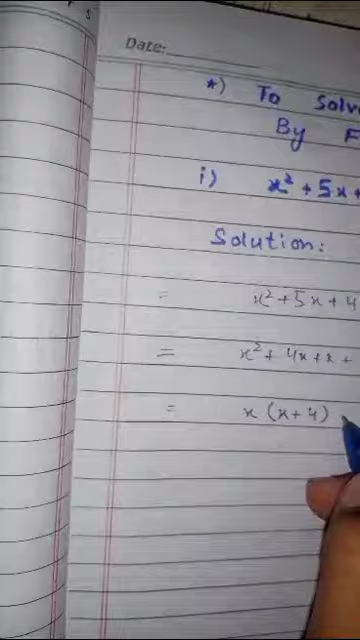 Date:
*) To Solv
By F
i) x² + 5x +
Solution:
= x² + 5x + 4
= x² + 4x + x +
= x (x + 4)